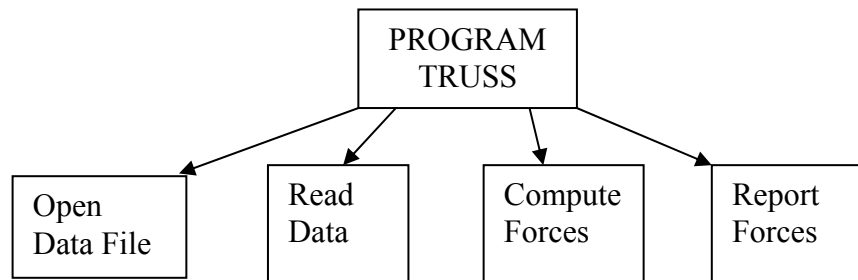 PROGRAM
TRUSS
Open
Data File
Read
Data
Compute
Forces
Report
Forces